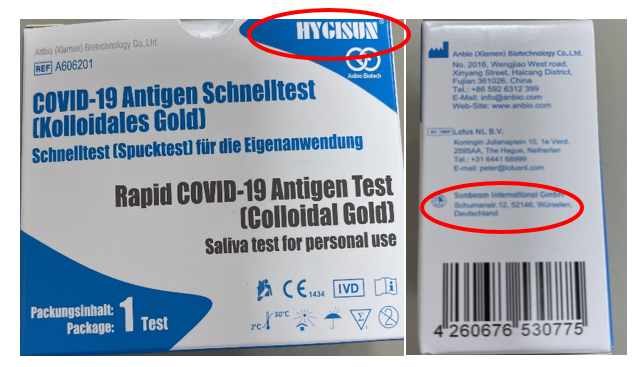 HYGISUN
Anbio (Xiamen) Biotechnology Co.,Ltd.
REF A606201
Anbio Biotech
COVID-19 Antigen Schnelltest
(Kolloidales Gold)
Schnelltest (Spucktest) für die Eigenanwendung
Rapid COVID-19 Antigen Test
(Colloidal Gold)
Saliva test for personal use
CE 1434 IVD i
2°C 30°C 2
Packungsinhalt:
Package: 1 Test
Anbio (Xiamen) Biotechnology Co.,Ltd.
No. 2016, Wengjiao West road,
Xinyang Street, Haicang District,
Fujian 361026, China
Tel.: +86 592 6312 399
E-Mail: info@anbio.com
Web-Site: www.anbio.com
EC REP Lotus NL B.V.
Koningin Julianaplein 10, 1e Verd,
2595AA, The Hague, Netherlan
Tel.: +31 6441 68999
E-mail: peter@lotusnl.com
Sunbeam International GmbH
Schumanstr.12, 52146, Würselen,
Deutschland
4 260676 530775